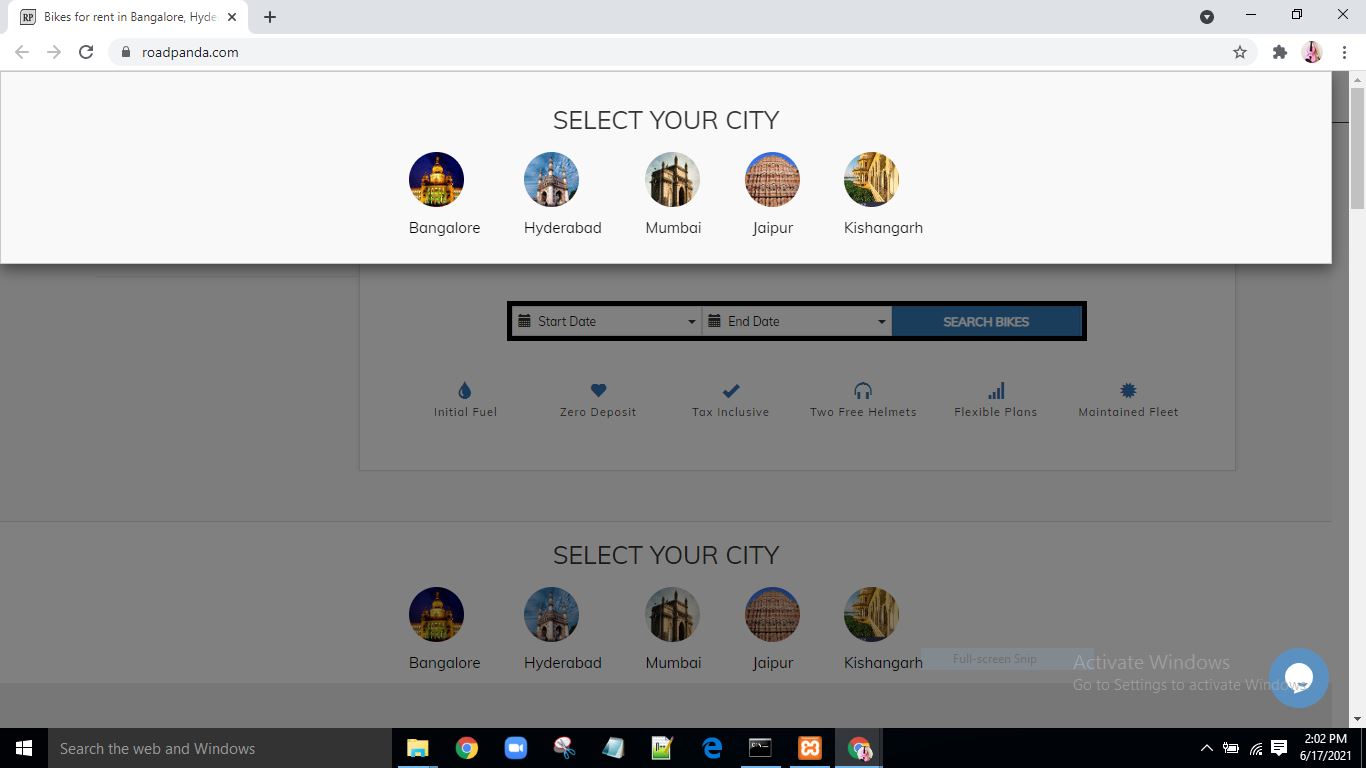 RP Bikes for rent in Bangalore, Hyde
roadpanda.com
SELECT YOUR CITY
Bangalore Hyderabad Mumbai Jaipur Kishangarh
Start Date End Date SEARCH BIKES
Initial Fuel Zero Deposit Tax Inclusive Two Free Helmets Flexible Plans Maintained Fleet
SELECT YOUR CITY
Bangalore Hyderabad Mumbai Jaipur Kishangarh
Full-screen Snip
Activate Windows
Go to Settings to activate Windows.
Search the web and Windows
2:02 PM
6/17/2021